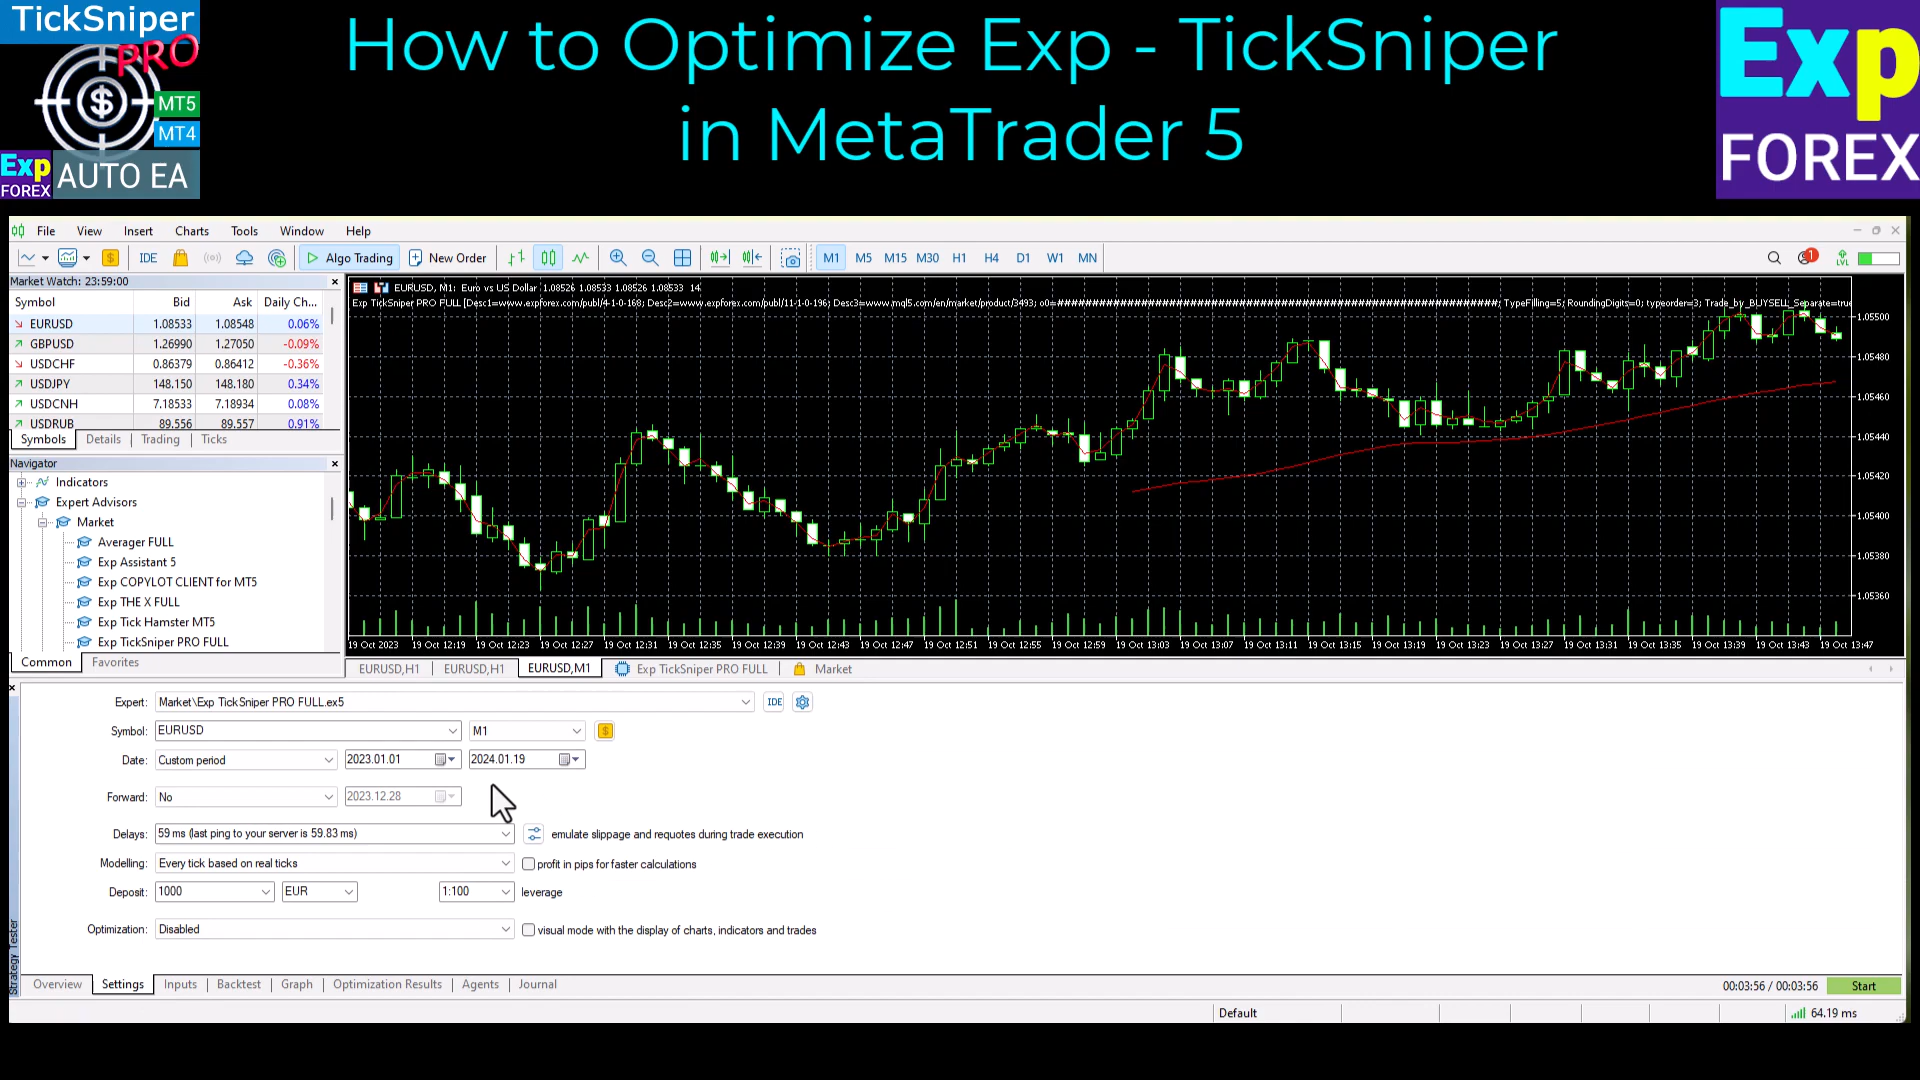 TickSniper
PRO
$
MT5
MT4
Exp
FOREX
AUTO EA
How to Optimize Exp - TickSniper
in MetaTrader 5
Exp
FOREX
File View Insert Charts Tools Window Help
IDE Algo Trading New Order M1 M5 M15 M30 H1 H4 D1 W1 MN 1 LVL
Market Watch: 23:59:00
Symbol Bid Ask Daily Ch...
EURUSD 1.08533 1.08548 0.06%
GBPUSD 1.26990 1.27050 -0.09%
USDCHF 0.86379 0.86412 -0.36%
USDJPY 148.150 148.180 0.34%
USDCNH 7.18533 7.18934 0.08%
USDRUB 89.556 89.557 0.91%
Symbols Details Trading Ticks
Navigator
Indicators
Expert Advisors
Market
Averager FULL
Exp Assistant 5
Exp COPYLOT CLIENT for MT5
Exp THE X FULL
Exp Tick Hamster MT5
Exp TickSniper PRO FULL
Common Favorites
EURUSD, M1: Euro vs US Dollar 1.08526 1.08533 1.08526 1.08533 14
1.05500
1.05480
1.05460
1.05440
1.05420
1.05400
1.05380
1.05360
19 Oct 2023 19 Oct 12:19 19 Oct 12:23 19 Oct 12:27 19 Oct 12:31 19 Oct 12:35 19 Oct 12:39 19 Oct 12:43 19 Oct 12:47 19 Oct 12:51 19 Oct 12:55 19 Oct 12:59 19 Oct 13:03 19 Oct 13:07 19 Oct 13:11 19 Oct 13:15 19 Oct 13:19 19 Oct 13:23 19 Oct 13:27 19 Oct 13:31 19 Oct 13:35 19 Oct 13:39 19 Oct 13:43 19 Oct 13:47
EURUSD,H1 EURUSD,H1 EURUSD,M1 Exp TickSniper PRO FULL Market
Expert: Market\Exp TickSniper PRO FULL.ex5 IDE
Symbol: EURUSD M1
Date: Custom period 2023.01.01 2024.01.19
Forward: No 2023.12.28
Delays: 59 ms (last ping to your server is 59.83 ms) emulate slippage and requotes during trade execution
Modelling: Every tick based on real ticks profit in pips for faster calculations
Deposit: 1000 EUR 1:100 leverage
Optimization: Disabled visual mode with the display of charts, indicators and trades
Strategy Tester
Overview Settings Inputs Backtest Graph Optimization Results Agents Journal 00:03:56 / 00:03:56 Start
Default 64.19 ms